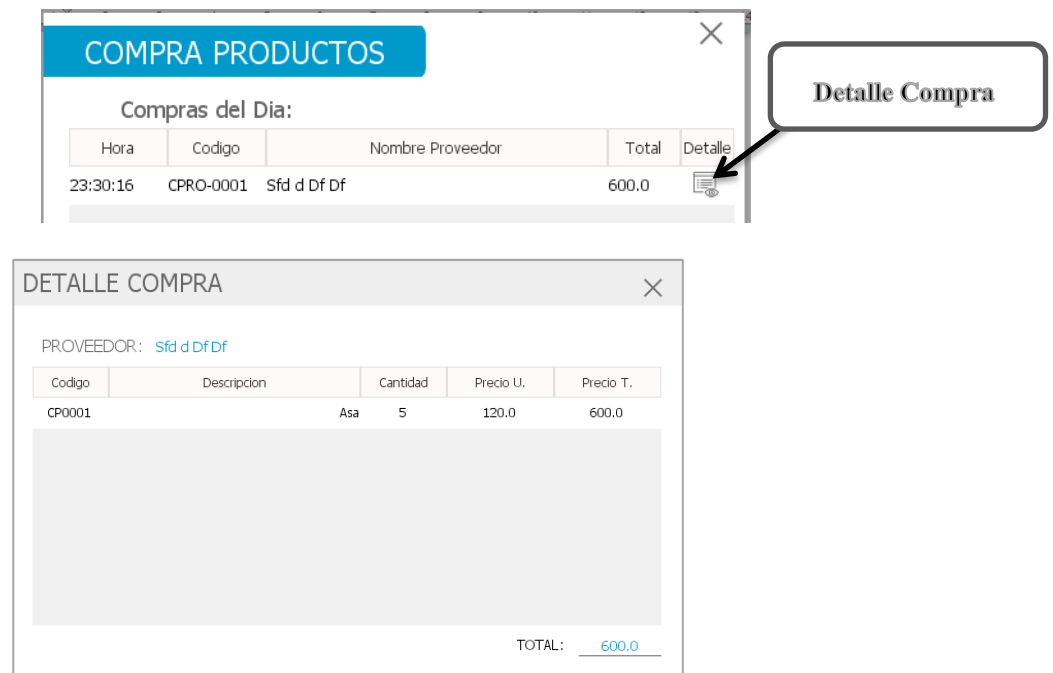 COMPRA PRODUCTOS
Detalle Compra
Compras del Dia:
Hora Codigo Nombre Proveedor Total Detalle
23:30:16 CPRO-0001 Sfd d Df Df 600.0
DETALLE COMPRA
PROVEEDOR: Sfd d Df Df
Codigo Descripcion Cantidad Precio U. Precio T.
CP0001 Asa 5 120.0 600.0
TOTAL: 600.0